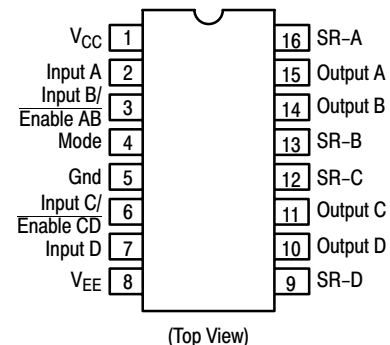 VCC 1
Input A 2
Input B/
Enable AB 3
Mode 4
Gnd 5
Input C/
Enable CD 6
Input D 7
VEE 8
16 SR–A
15 Output A
14 Output B
13 SR–B
12 SR–C
11 Output C
10 Output D
9 SR–D
(Top View)